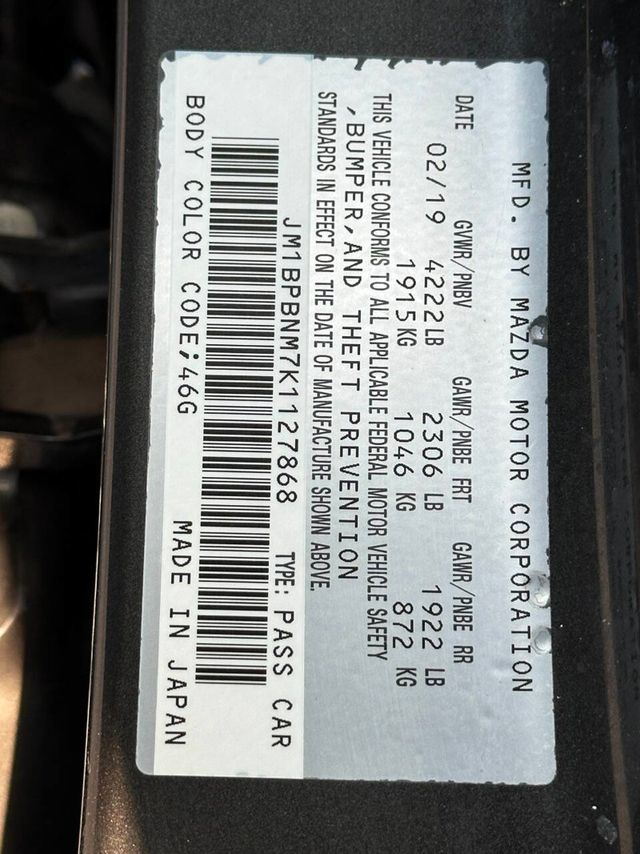 MFD. BY MAZDA MOTOR CORPORATION
DATE GVWR/PNBV GAWR/PNBE FRT GAWR/PNBE RR
02/19 4222LB 2306 LB 1922 LB
1915KG 1046 KG 872 KG
THIS VEHICLE CONFORMS TO ALL APPLICABLE FEDERAL MOTOR VEHICLE SAFETY
,BUMPER,AND THEFT PREVENTION
STANDARDS IN EFFECT ON THE DATE OF MANUFACTURE SHOWN ABOVE.
JM1BPBNM7K1127868 TYPE: PASS CAR
BODY COLOR CODE;46G MADE IN JAPAN